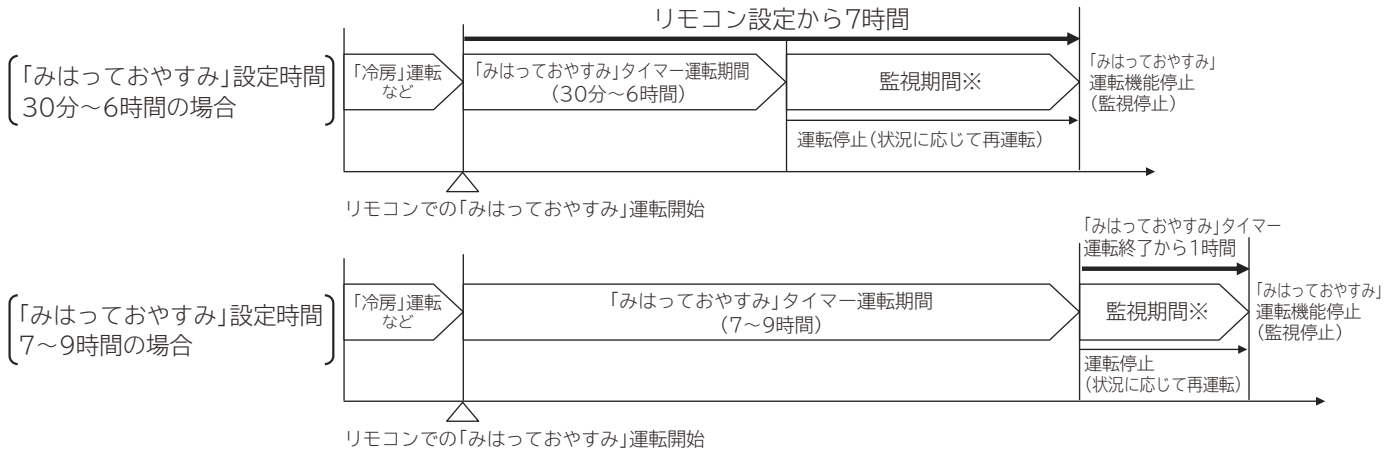 リモコン設定から7時間
「みはっておやすみ」設定時間
30分～6時間の場合
「冷房」運転
など
「みはっておやすみ」タイマー運転期間
（30分～6時間）
監視期間※
「みはっておやすみ」
運転機能停止
（監視停止）
運転停止（状況に応じて再運転）
リモコンでの「みはっておやすみ」運転開始
「みはっておやすみ」タイマー
運転終了から1時間
「みはっておやすみ」設定時間
7～9時間の場合
「冷房」運転
など
「みはっておやすみ」タイマー運転期間
（7～9時間）
監視期間※
「みはっておやすみ」
運転機能停止
（監視停止）
運転停止
（状況に応じて再運転）
リモコンでの「みはっておやすみ」運転開始